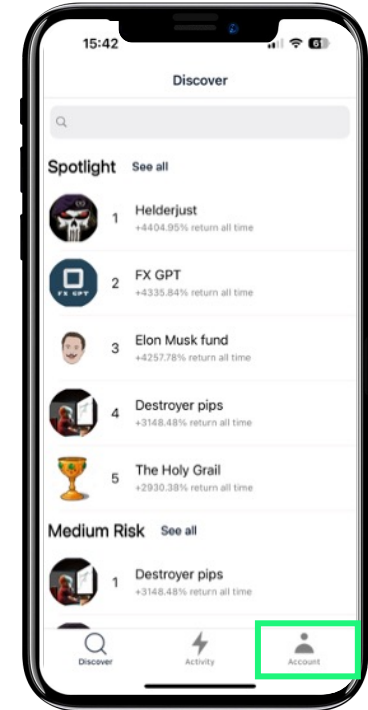 15:42
61
Discover
Spotlight See all
1 Helderjust
+4404.95% return all time
FX GPT
2 FX GPT
+4335.84% return all time
3 Elon Musk fund
+4257.78% return all time
4 Destroyer pips
+3148.48% return all time
5 The Holy Grail
+2930.38% return all time
Medium Risk See all
1 Destroyer pips
+3148.48% return all time
Discover Activity Account